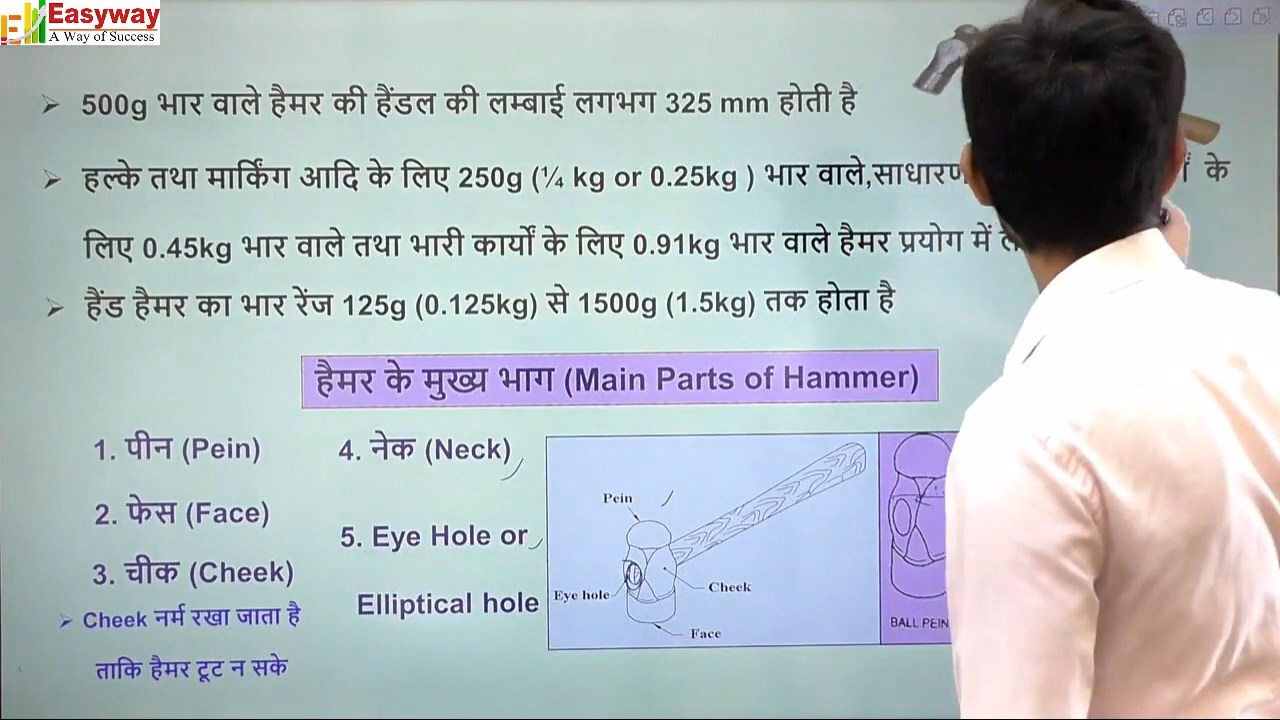 Easyway
A Way of Success
➢ 500g भार वाले हैमर की हैंडल की लम्बाई लगभग 325 mm होती है
➢ हल्के तथा मार्किंग आदि के लिए 250g (¼ kg or 0.25kg ) भार वाले,साधारण के
लिए 0.45kg भार वाले तथा भारी कार्यों के लिए 0.91kg भार वाले हैमर प्रयोग में
➢ हैंड हैमर का भार रेंज 125g (0.125kg) से 1500g (1.5kg) तक होता है
हैमर के मुख्य भाग (Main Parts of Hammer)
1. पीन (Pein)
2. फेस (Face)
3. चीक (Cheek)
➢ Cheek नर्म रखा जाता है
ताकि हैमर टूट न सके
4. नेक (Neck)
5. Eye Hole or
Elliptical hole
Pein
Eye hole
Cheek
Face
BALL PEIN